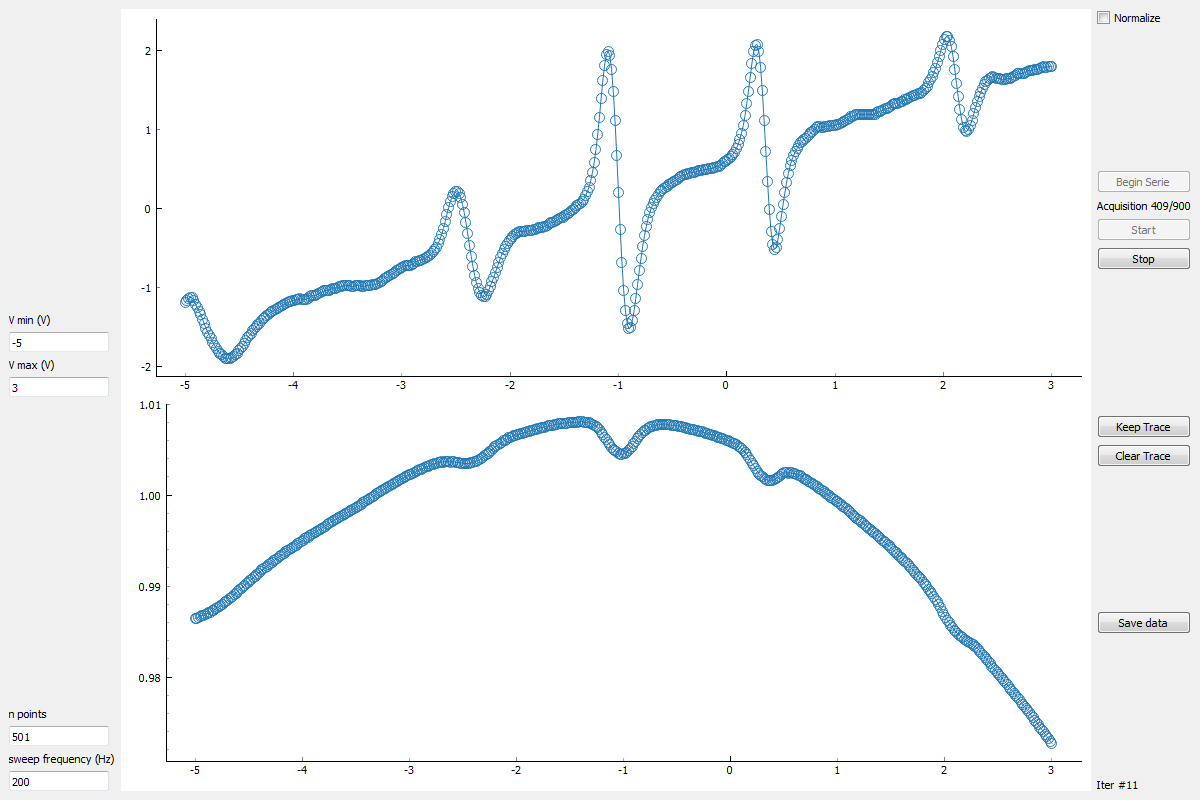 Normalize
2
1
0
-1
-2
-5
-4
-3
-2
-1
0
1
2
3
Begin Serie
Acquisition 409/900
Start
Stop
V min (V)
-5
V max (V)
3
1.01
1.00
0.99
0.98
-5
-4
-3
-2
-1
0
1
2
3
Keep Trace
Clear Trace
Save data
n points
501
sweep frequency (Hz)
200
Iter #11